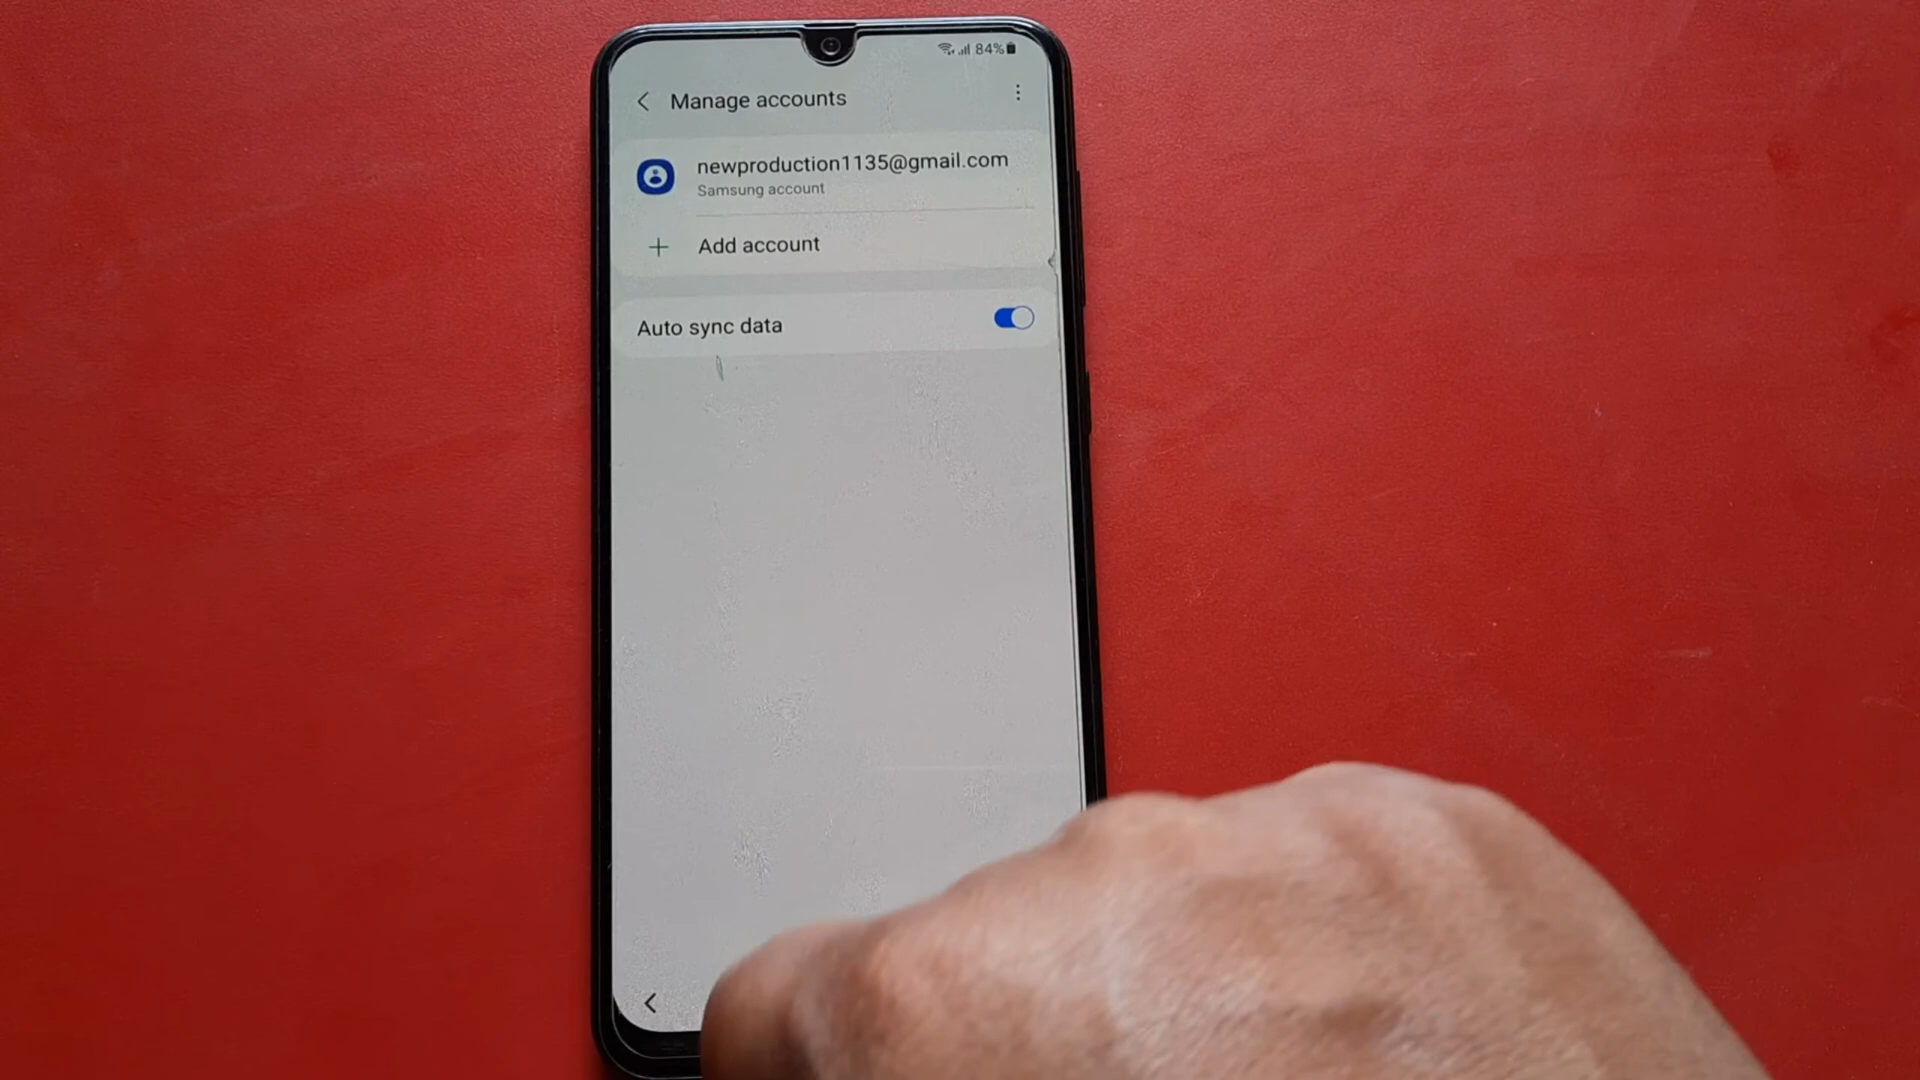 84%
Manage accounts
newproduction1135@gmail.com
Samsung account
Add account
Auto sync data